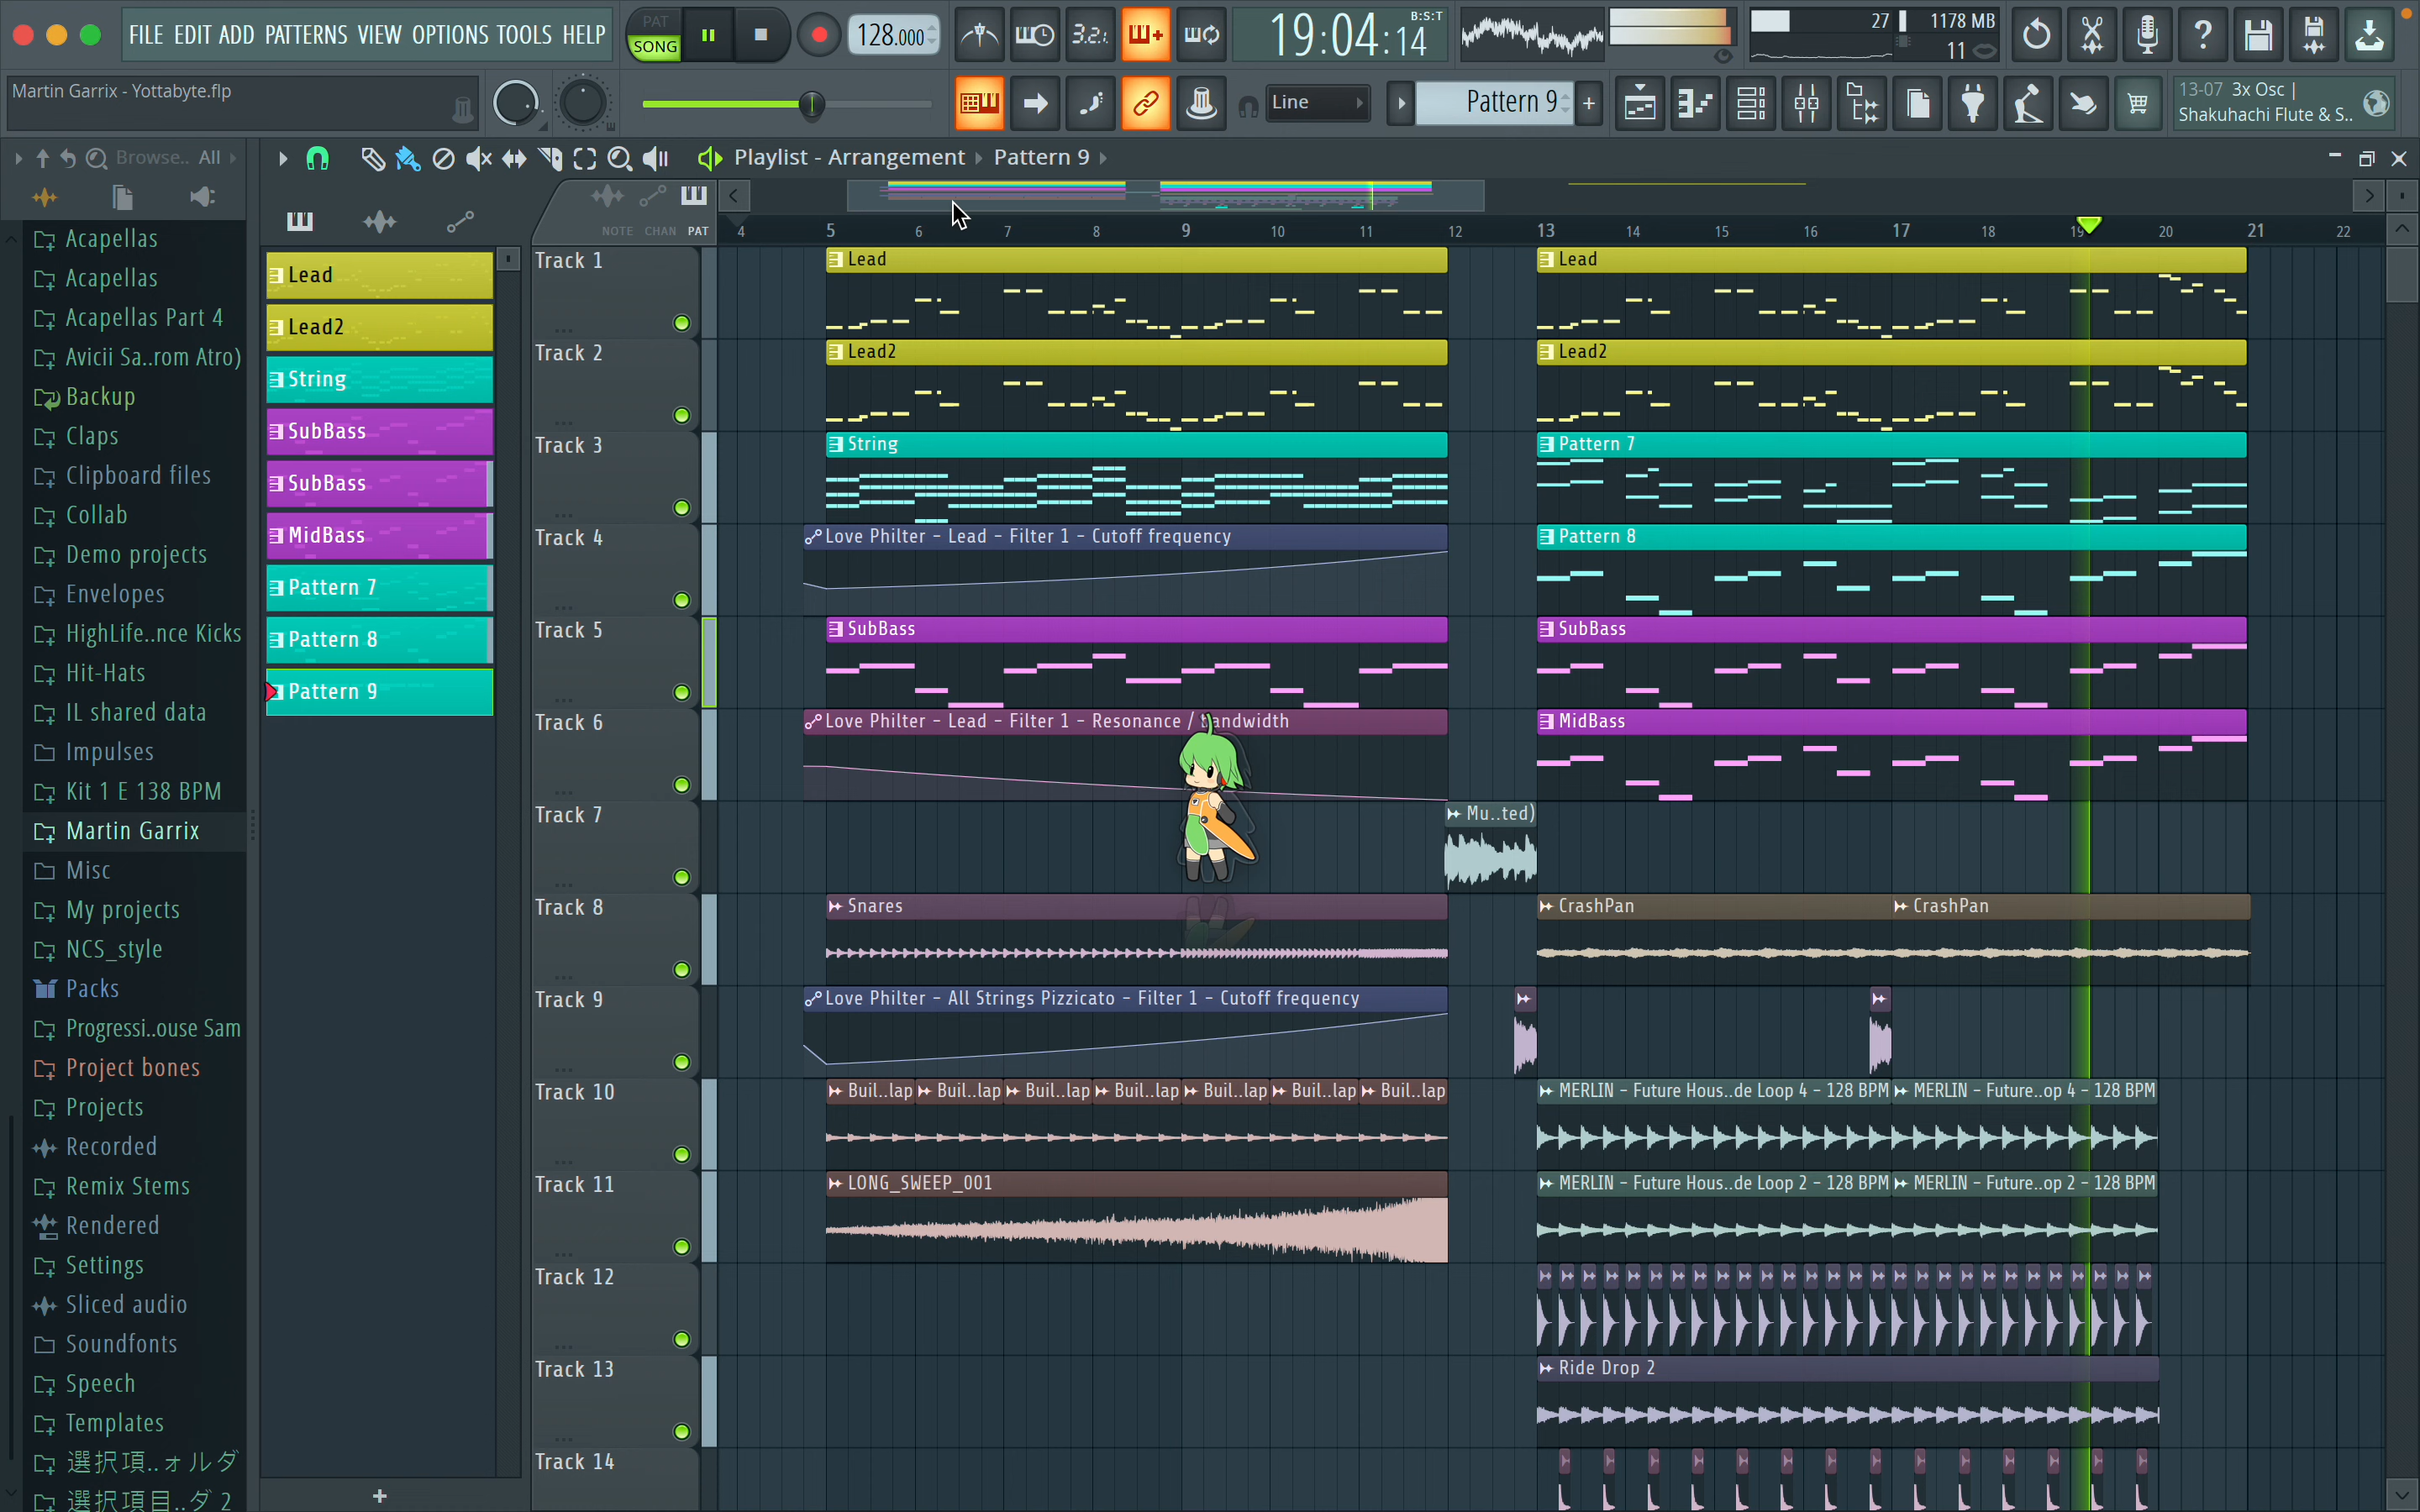 FILE EDIT ADD PATTERNS VIEW OPTIONS TOOLS HELP
PAT
SONG
128.000
3.2.
19:04:14
B:S:T
27
1178 MB
11
Martin Garrix - Yottabyte.flp
Line
Pattern 9
13-07 3x Osc |
Shakuhachi Flute & S..
Browse.. All
Playlist - Arrangement
Pattern 9
NOTE CHAN PAT
4 5 6 7 8 9 10 11 12 13 14 15 16 17 18 19 20 21 22
Acapellas
Acapellas
Acapellas Part 4
Avicii Sa..rom Atro)
Backup
Claps
Clipboard files
Collab
Demo projects
Envelopes
HighLife..nce Kicks
Hit-Hats
IL shared data
Impulses
Kit 1 E 138 BPM
Martin Garrix
Misc
My projects
NCS_style
Packs
Progressi..ouse Sam
Project bones
Projects
Recorded
Remix Stems
Rendered
Settings
Sliced audio
Soundfonts
Speech
Templates
選択項..ォルダ
選択項目..ダ 2
Lead
Lead2
String
SubBass
SubBass
MidBass
Pattern 7
Pattern 8
Pattern 9
+
Track 1
Lead
Lead
Track 2
Lead2
Lead2
Track 3
String
Pattern 7
Track 4
Love Philter - Lead - Filter 1 - Cutoff frequency
Pattern 8
Track 5
SubBass
SubBass
Track 6
Love Philter - Lead - Filter 1 - Resonance / bandwidth
MidBass
Track 7
Mu..ted)
Track 8
Snares
CrashPan
CrashPan
Track 9
Love Philter - All Strings Pizzicato - Filter 1 - Cutoff frequency
Track 10
Buil..lap Buil..lap Buil..lap Buil..lap Buil..lap Buil..lap Buil..lap
MERLIN - Future Hous..de Loop 4 - 128 BPM
MERLIN - Future..op 4 - 128 BPM
Track 11
LONG_SWEEP_001
MERLIN - Future Hous..de Loop 2 - 128 BPM
MERLIN - Future..op 2 - 128 BPM
Track 12
Track 13
Ride Drop 2
Track 14